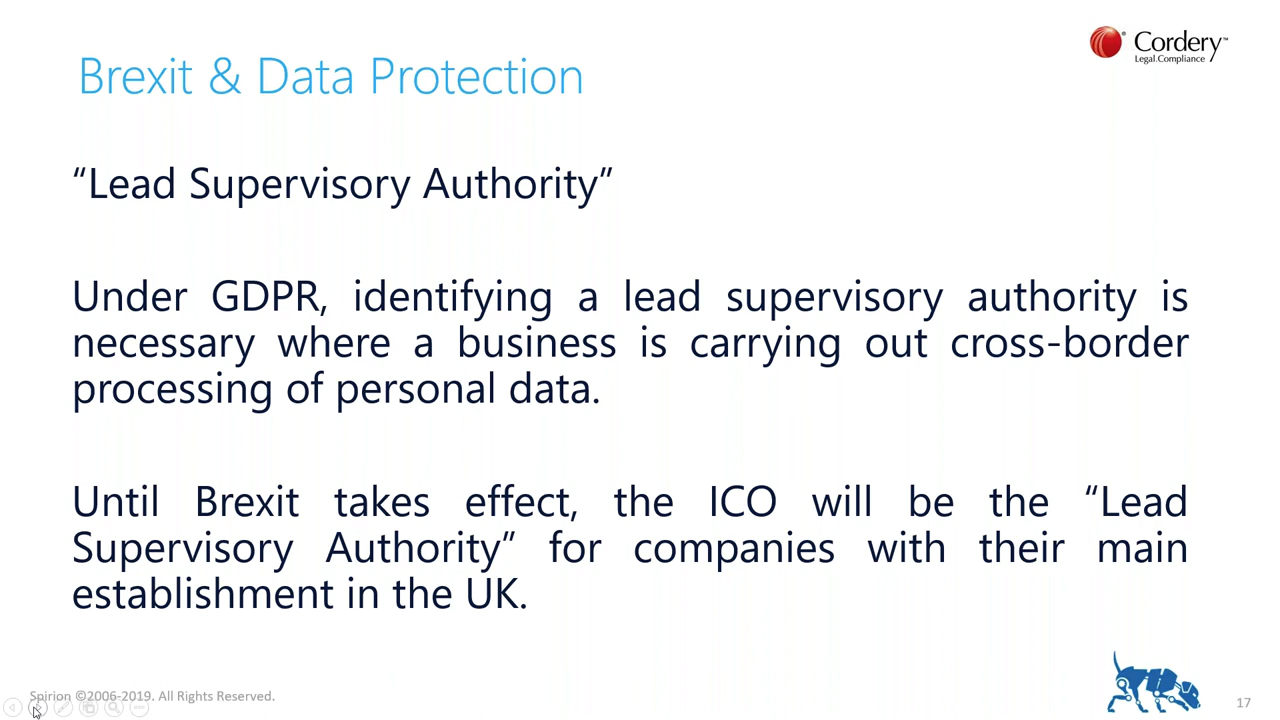 Brexit & Data Protection
Cordery™
Legal.Compliance
“Lead Supervisory Authority”
Under GDPR, identifying a lead supervisory authority is
necessary where a business is carrying out cross-border
processing of personal data.
Until Brexit takes effect, the ICO will be the “Lead
Supervisory Authority” for companies with their main
establishment in the UK.
Spirion ©2006-2019. All Rights Reserved.
17